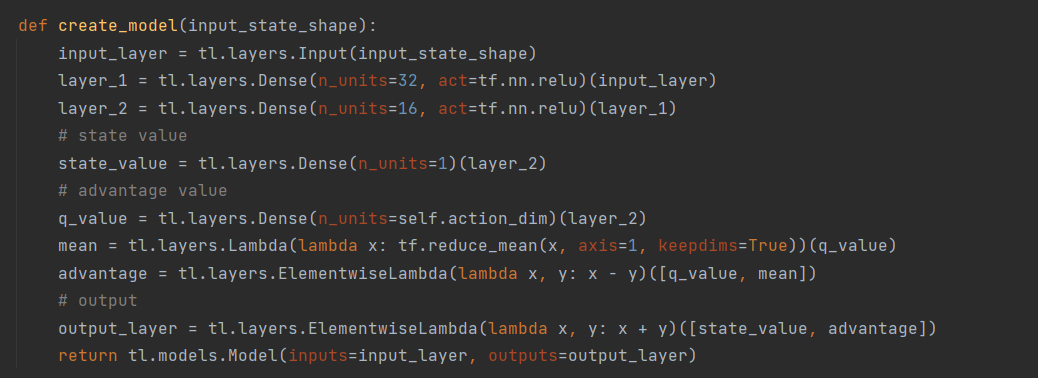 def create_model(input_state_shape):
    input_layer = tl.layers.Input(input_state_shape)
    layer_1 = tl.layers.Dense(n_units=32, act=tf.nn.relu)(input_layer)
    layer_2 = tl.layers.Dense(n_units=16, act=tf.nn.relu)(layer_1)
    # state value
    state_value = tl.layers.Dense(n_units=1)(layer_2)
    # advantage value
    q_value = tl.layers.Dense(n_units=self.action_dim)(layer_2)
    mean = tl.layers.Lambda(lambda x: tf.reduce_mean(x, axis=1, keepdims=True))(q_value)
    advantage = tl.layers.ElementwiseLambda(lambda x, y: x - y)([q_value, mean])
    # output
    output_layer = tl.layers.ElementwiseLambda(lambda x, y: x + y)([state_value, advantage])
    return tl.models.Model(inputs=input_layer, outputs=output_layer)